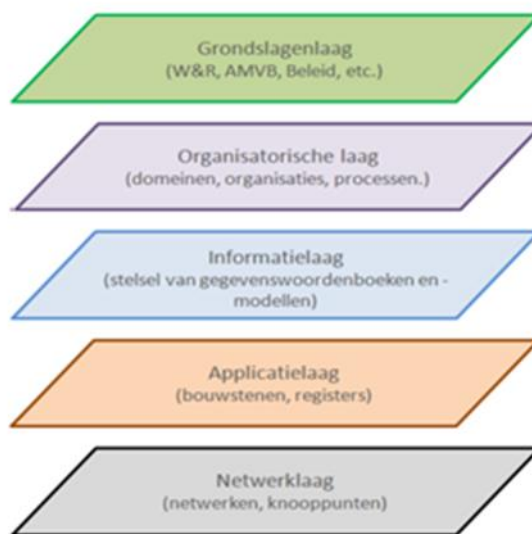 Grondslagenlaag
(W&R, AMVB, Beleid, etc.)
Organisatorische laag
(domeinen, organisaties, processen.)
Informatielaag
(stelsel van gegevenswoordenboeken en -
modellen)
Applicatielaag
(bouwstenen, registers)
Netwerklaag
(netwerken, knooppunten)